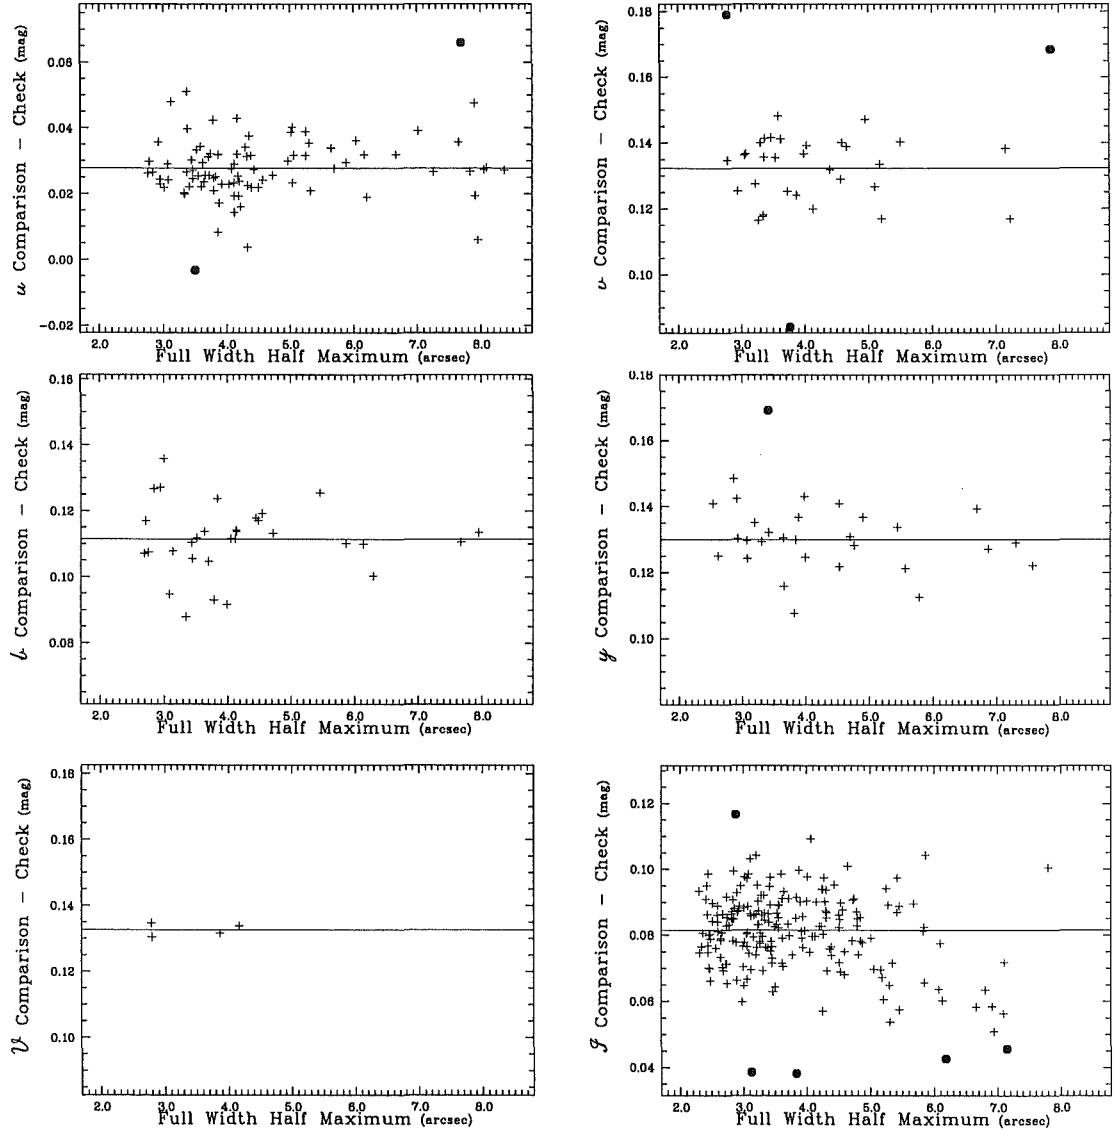 u Comparison – Check (mag)
0.06
0.04
0.02
0.00
-0.02
2.0 3.0 4.0 5.0 6.0 7.0 8.0
Full Width Half Maximum (arcsec)
v Comparison – Check (mag)
0.18
0.16
0.14
0.12
0.10
2.0 3.0 4.0 5.0 6.0 7.0 8.0
Full Width Half Maximum (arcsec)
b Comparison – Check (mag)
0.16
0.14
0.12
0.10
0.08
2.0 3.0 4.0 5.0 6.0 7.0 8.0
Full Width Half Maximum (arcsec)
y Comparison – Check (mag)
0.18
0.16
0.14
0.12
0.10
2.0 3.0 4.0 5.0 6.0 7.0 8.0
Full Width Half Maximum (arcsec)
V Comparison – Check (mag)
0.18
0.16
0.14
0.12
0.10
2.0 3.0 4.0 5.0 6.0 7.0 8.0
Full Width Half Maximum (arcsec)
I Comparison – Check (mag)
0.12
0.10
0.08
0.06
0.04
2.0 3.0 4.0 5.0 6.0 7.0 8.0
Full Width Half Maximum (arcsec)